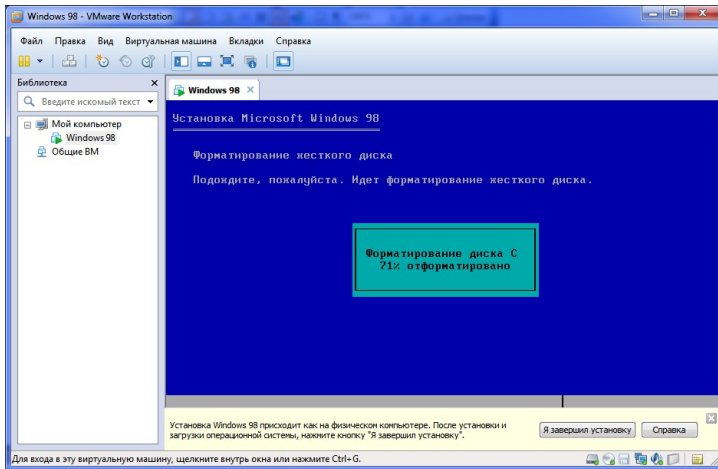 Windows 98 - VMware Workstation
Файл Правка Вид Виртуальная машина Вкладки Справка
Библиотека x
Введите искомый текст
Мой компьютер
Windows 98
Общие ВМ
Windows 98 ×
Установка Microsoft Windows 98
Форматирование жесткого диска
Подождите, пожалуйста. Идет форматирование жесткого диска.
Форматирование диска C
71% отформатировано
Установка Windows 98 присходит как на физическом компьютере. После установки и
загрузки операционной системы, нажмите кнопку "Я завершил установку".
Я завершил установку
Справка
Для входа в эту виртуальную машину, щелкните внутрь окна или нажмите Ctrl+G.